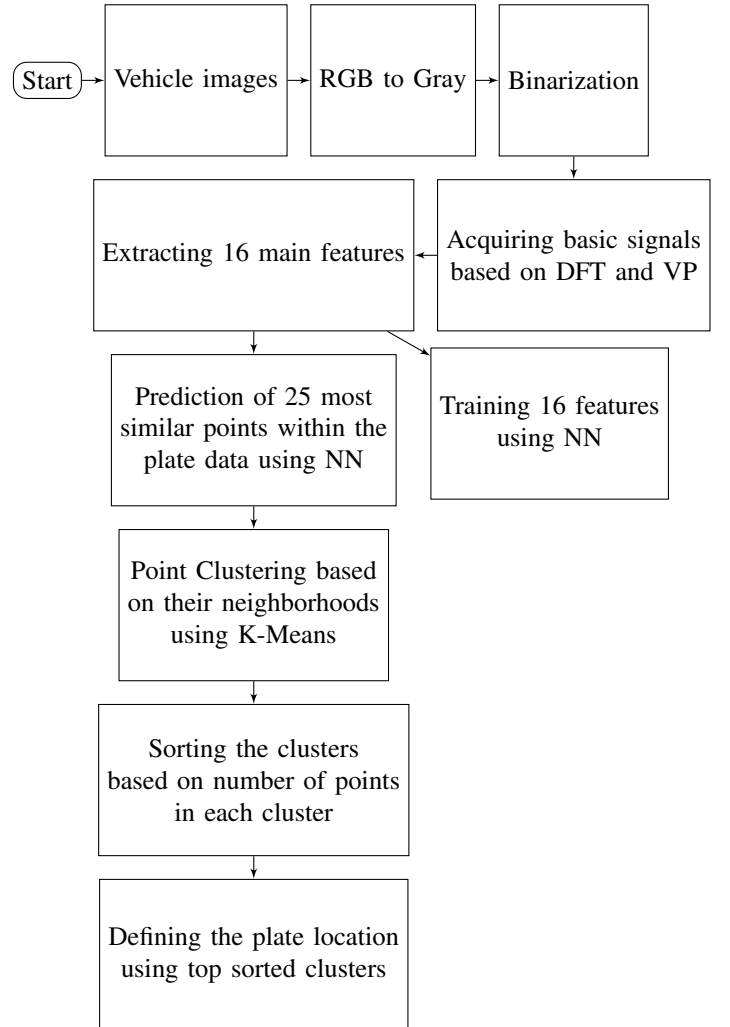 Start
Vehicle images
RGB to Gray
Binarization
Extracting 16 main features
Acquiring basic signals
based on DFT and VP
Prediction of 25 most
similar points within the
plate data using NN
Training 16 features
using NN
Point Clustering based
on their neighborhoods
using K-Means
Sorting the clusters
based on number of points
in each cluster
Defining the plate location
using top sorted clusters